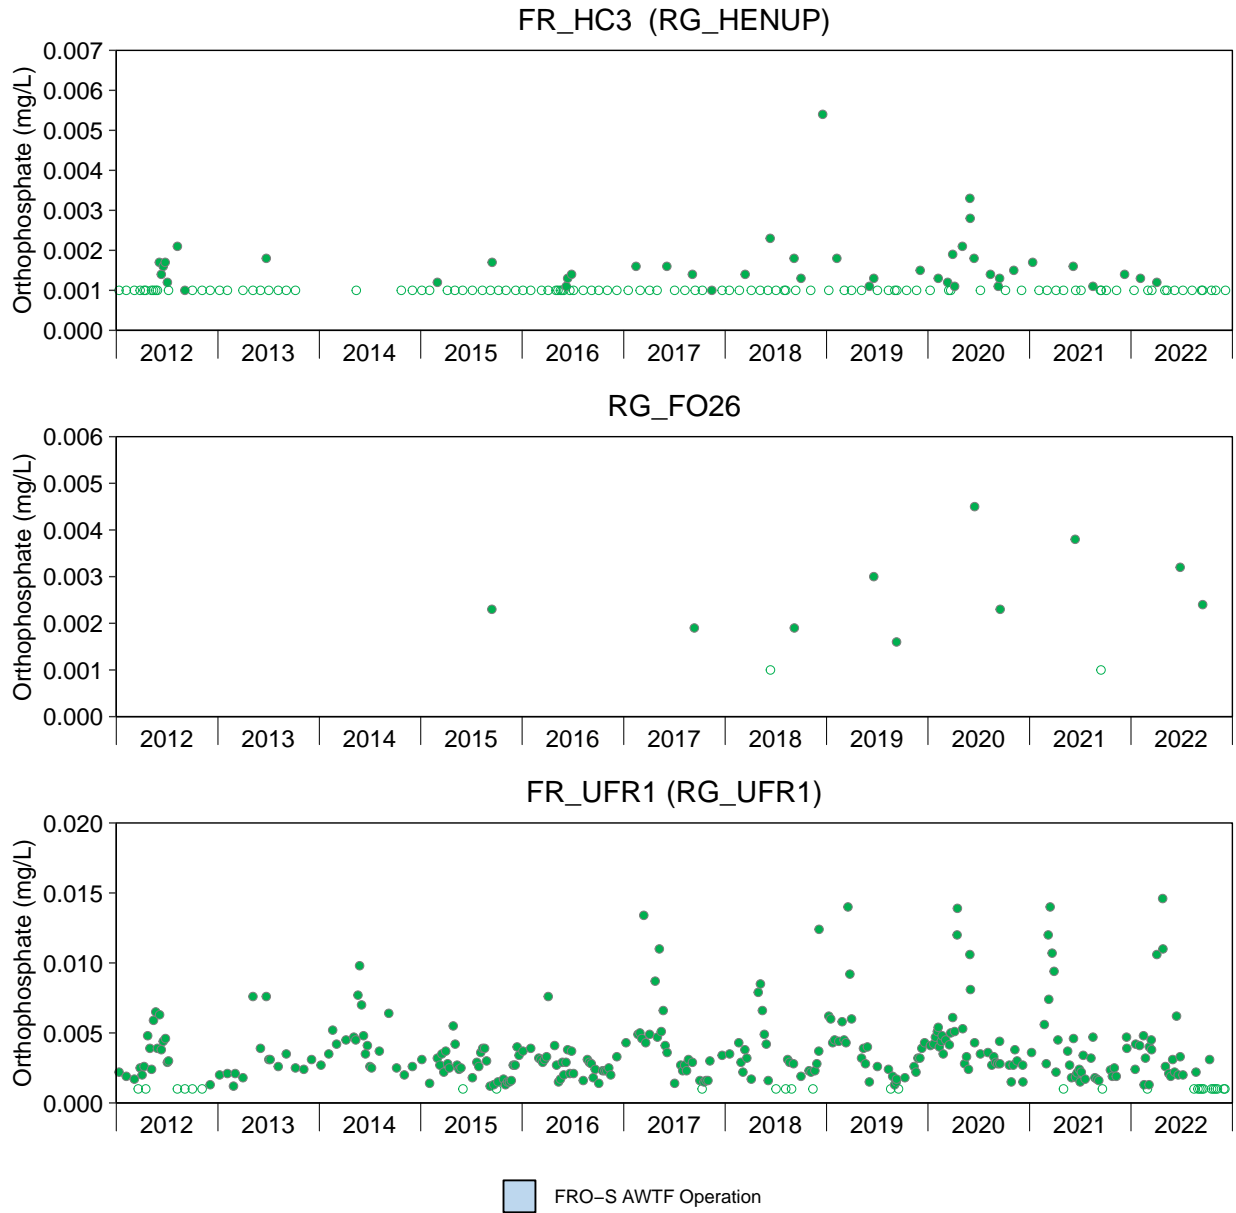 FR_HC3  (RG_HENUP)
Orthophosphate (mg/L)
0.007
0.006
0.005
0.004
0.003
0.002
0.001
0.000
2012 2013 2014 2015 2016 2017 2018 2019 2020 2021 2022
RG_FO26
Orthophosphate (mg/L)
0.006
0.005
0.004
0.003
0.002
0.001
0.000
2012 2013 2014 2015 2016 2017 2018 2019 2020 2021 2022
FR_UFR1 (RG_UFR1)
Orthophosphate (mg/L)
0.020
0.015
0.010
0.005
0.000
2012 2013 2014 2015 2016 2017 2018 2019 2020 2021 2022
FRO−S AWTF Operation